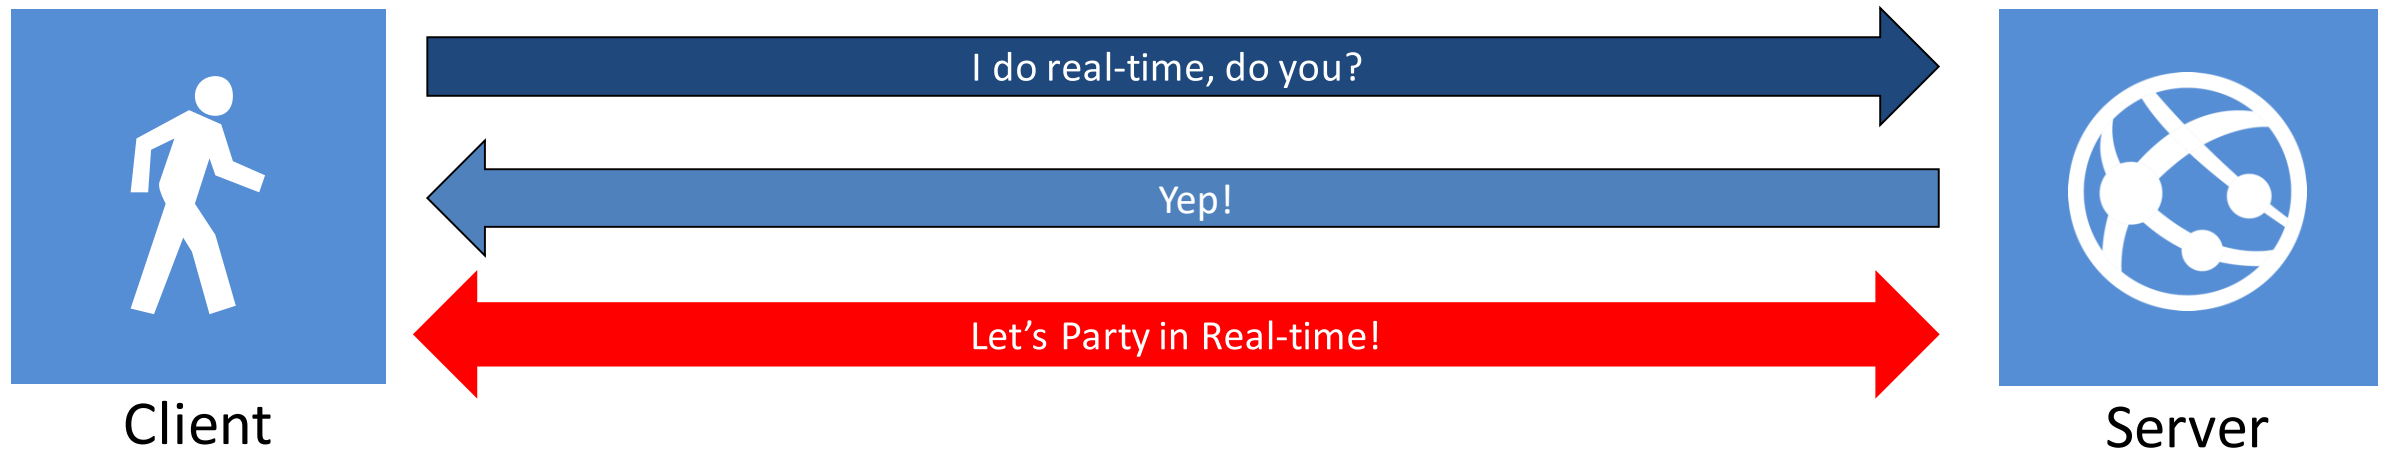 I do real-time, do you?
Yep!
Let’s Party in Real-time!
Client
Server